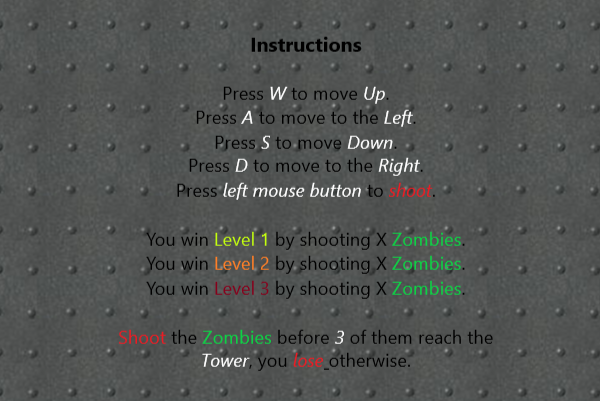 Instructions
Press W to move Up.
Press A to move to the Left.
Press S to move Down.
Press D to move to the Right.
Press left mouse button to shoot.
You win Level 1 by shooting X Zombies.
You win Level 2 by shooting X Zombies.
You win Level 3 by shooting X Zombies.
Shoot the Zombies before 3 of them reach the
Tower, you lose otherwise.